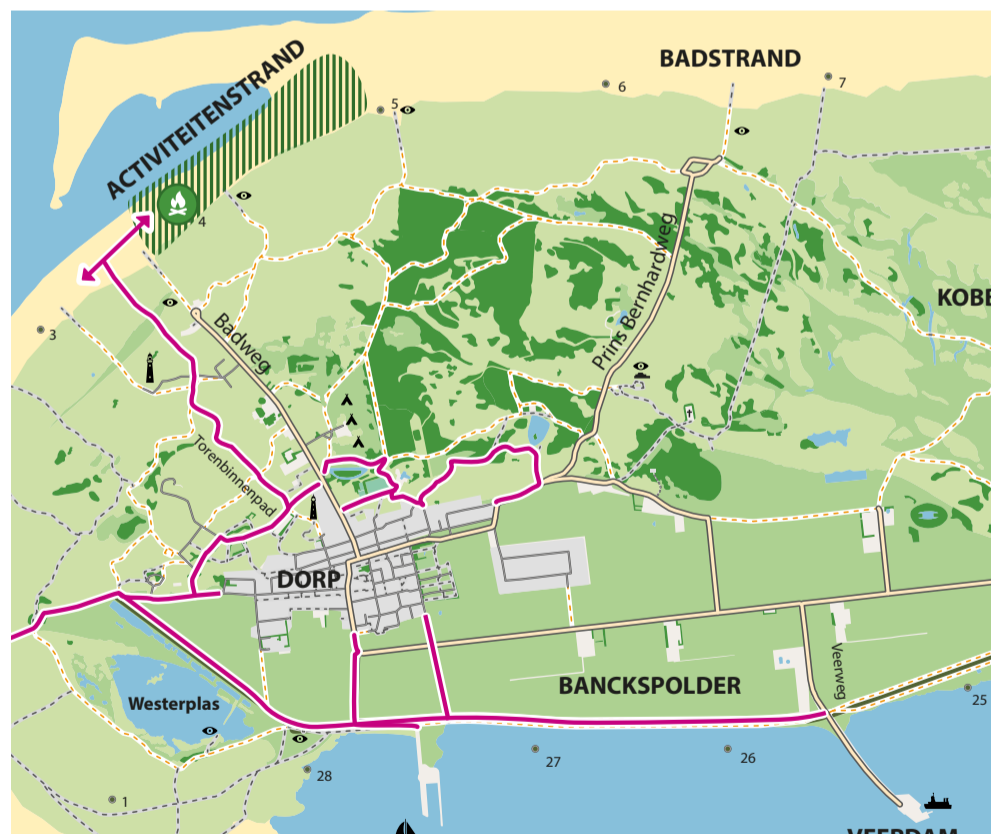 BADSTRAND
ACTIVITEITENSTRAND
5
6
7
4
3
KOBE
Prins Bernhardweg
Badweg
Torenbinnenpad
DORP
BANCKSPOLDER
Veerweg
Westerplas
25
26
27
28
1
VEERDAM